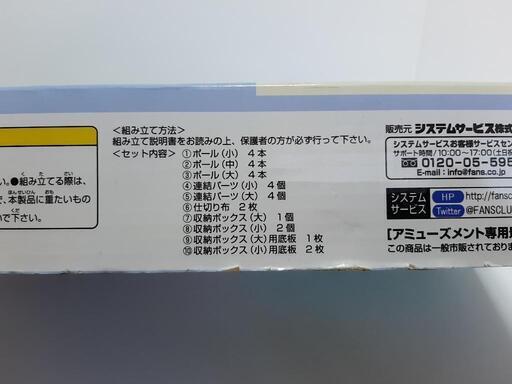 さい。●組み立てる際は、
で、本製品に重たいもの
いで下さい。
<組み立て方法>
組み立て説明書をお読みの上、保護者の方が必ず行って下さい。
<セット内容>
①ポール(小) 4本
②ポール(中) 4本
③ポール(大) 4本
④連結パーツ(小) 4個
⑤連結パーツ(大) 4個
⑥仕切り布 2枚
⑦収納ボックス(大) 1個
⑧収納ボックス(小) 2個
⑨収納ボックス(大)用底板 1枚
⑩収納ボックス(小)用底板 2枚
販売元 システムサービス株式
システムサービスお客様サービスセン
サポート時間/10:00~17:00(土日祝
0120-05-595
E-mail:info@fans.co.jp
システム
サービス
HP http://fansc
Twitter @FANSCLU
【アミューズメント専用
この商品は一般市販されておりま